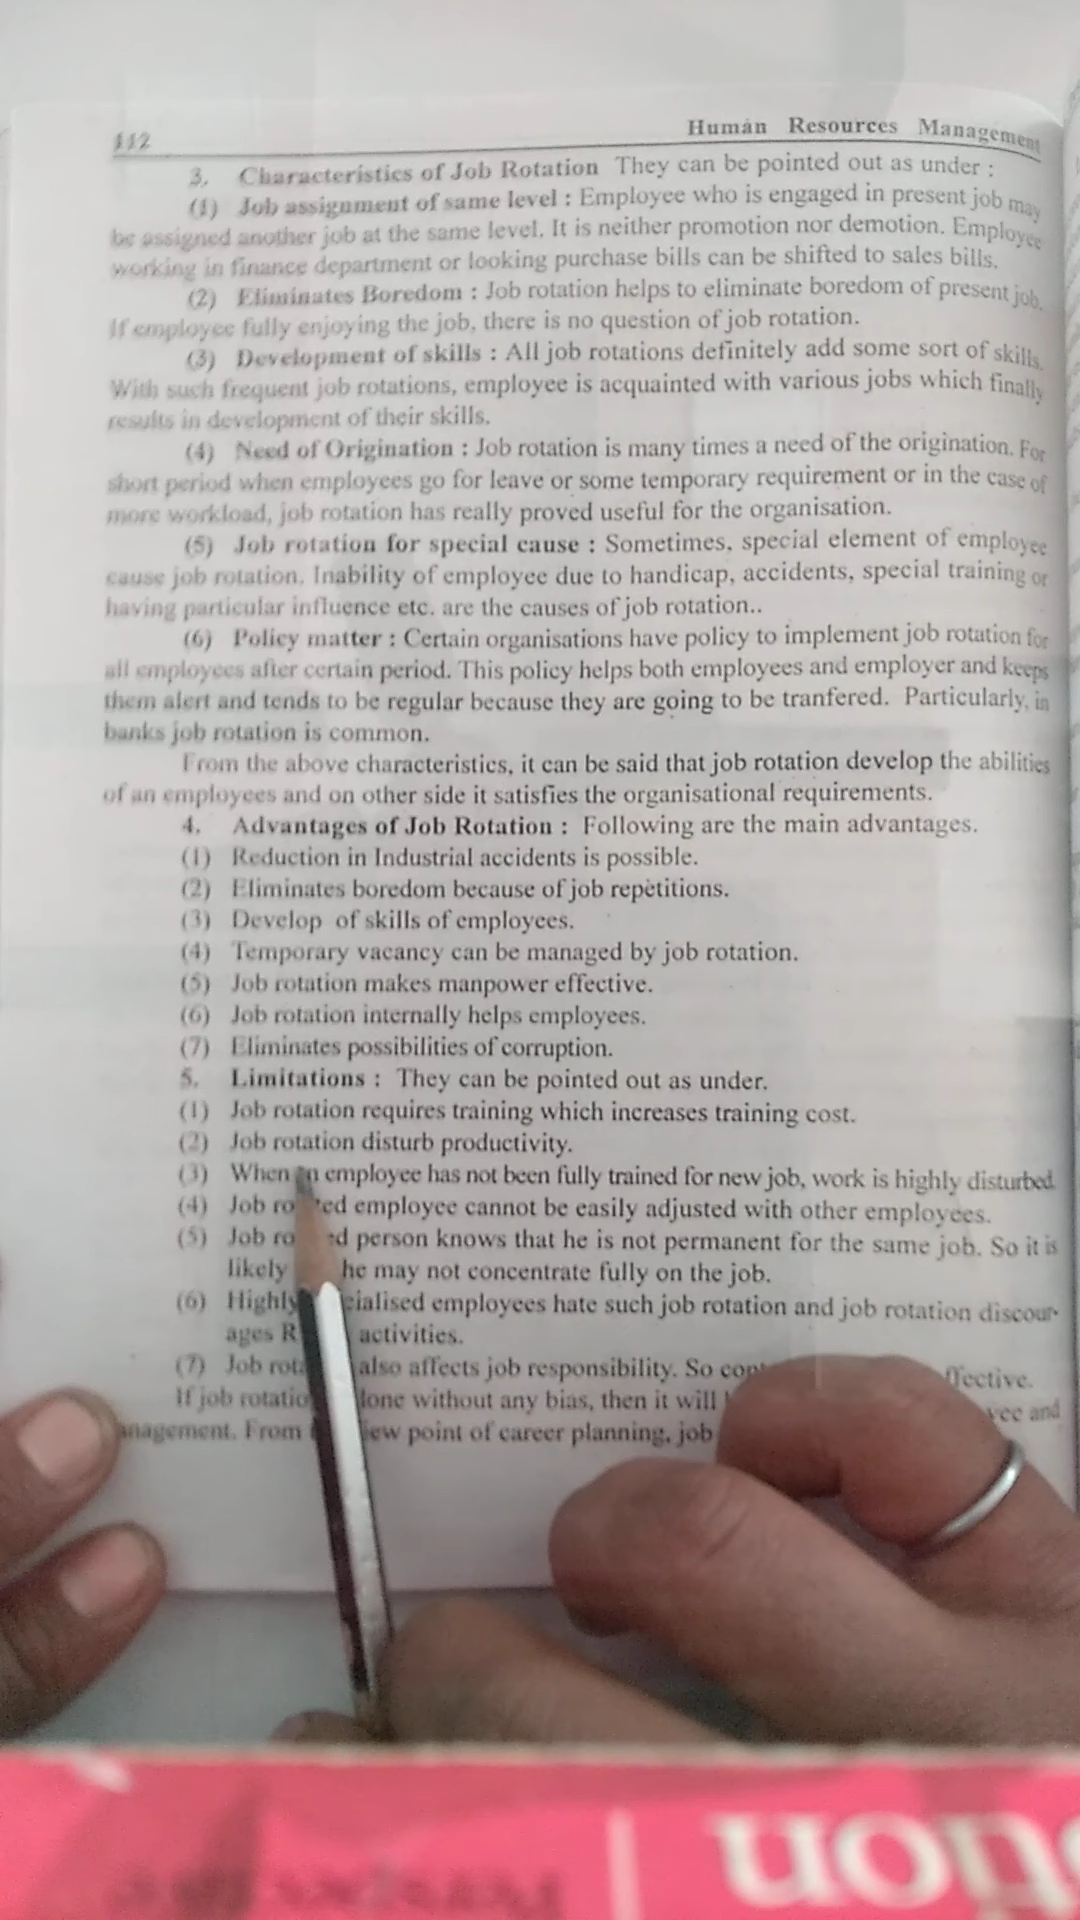 112 Human Resources Management
3. Characteristics of Job Rotation They can be pointed out as under :
(1) Job assignment of same level : Employee who is engaged in present job may
be assigned another job at the same level. It is neither promotion nor demotion. Employee
working in finance department or looking purchase bills can be shifted to sales bills.
(2) Eliminates Boredom : Job rotation helps to eliminate boredom of present job.
If employee fully enjoying the job, there is no question of job rotation.
(3) Development of skills : All job rotations definitely add some sort of skills.
With such frequent job rotations, employee is acquainted with various jobs which finally
results in development of their skills.
(4) Need of Origination : Job rotation is many times a need of the origination. For
short period when employees go for leave or some temporary requirement or in the case of
more workload, job rotation has really proved useful for the organisation.
(5) Job rotation for special cause : Sometimes, special element of employee
cause job rotation. Inability of employee due to handicap, accidents, special training or
having particular influence etc. are the causes of job rotation..
(6) Policy matter : Certain organisations have policy to implement job rotation for
all employees after certain period. This policy helps both employees and employer and keeps
them alert and tends to be regular because they are going to be tranfered. Particularly, in
banks job rotation is common.
From the above characteristics, it can be said that job rotation develop the abilities
of an employees and on other side it satisfies the organisational requirements.
4. Advantages of Job Rotation : Following are the main advantages.
(1) Reduction in Industrial accidents is possible.
(2) Eliminates boredom because of job repetitions.
(3) Develop of skills of employees.
(4) Temporary vacancy can be managed by job rotation.
(5) Job rotation makes manpower effective.
(6) Job rotation internally helps employees.
(7) Eliminates possibilities of corruption.
5. Limitations : They can be pointed out as under.
(1) Job rotation requires training which increases training cost.
(2) Job rotation disturb productivity.
(3) When an employee has not been fully trained for new job, work is highly disturbed
(4) Job employee cannot be easily adjusted with other employees.
(5) Job person knows that he is not permanent for the same job. So it is
likely he may not concentrate fully on the job.
(6) Highly employees hate such job rotation and job rotation discour-
ages activities.
(7) Job also affects job responsibility. So
If job without any bias, then it will and
From point of career planning, job